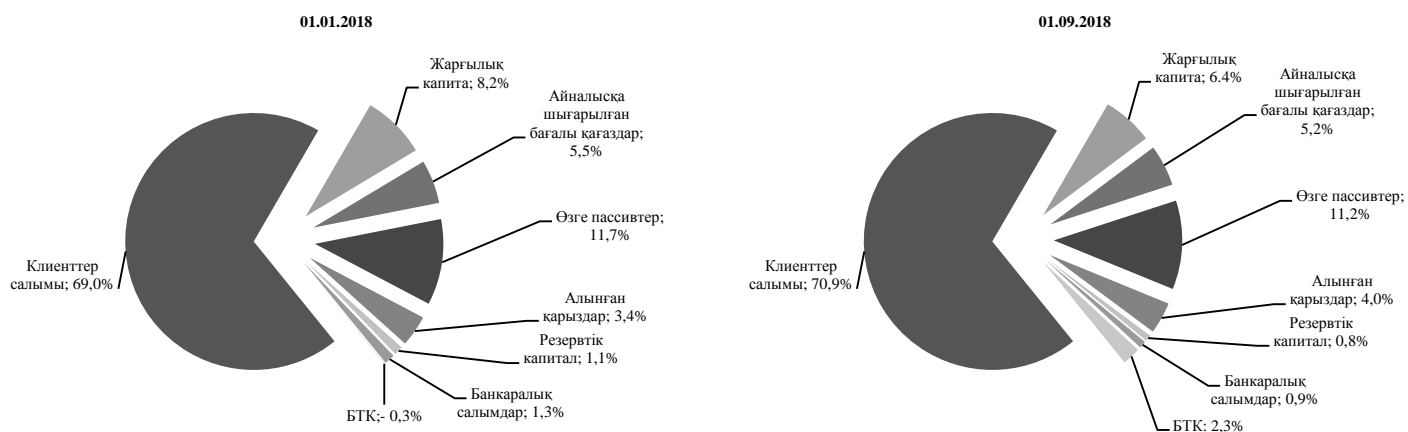 01.01.2018
Жарғылық
капита; 8,2%
Айналысқа
шығарылған
бағалы қағаздар;
5,5%
Өзге пассивтер;
11,7%
Алынған
қарыздар; 3,4%
Резервтік
капитал; 1,1%
Банкаралық
салымдар; 1,3%
БТК;- 0,3%
Клиенттер
салымы; 69,0%
01.09.2018
Жарғылық
капита; 6.4%
Айналысқа
шығарылған
бағалы қағаздар;
5,2%
Өзге пассивтер;
11,2%
Алынған
қарыздар; 4,0%
Резервтік
капитал; 0,8%
Банкаралық
салымдар; 0,9%
БТК: 2,3%
Клиенттер
салымы; 70,9%